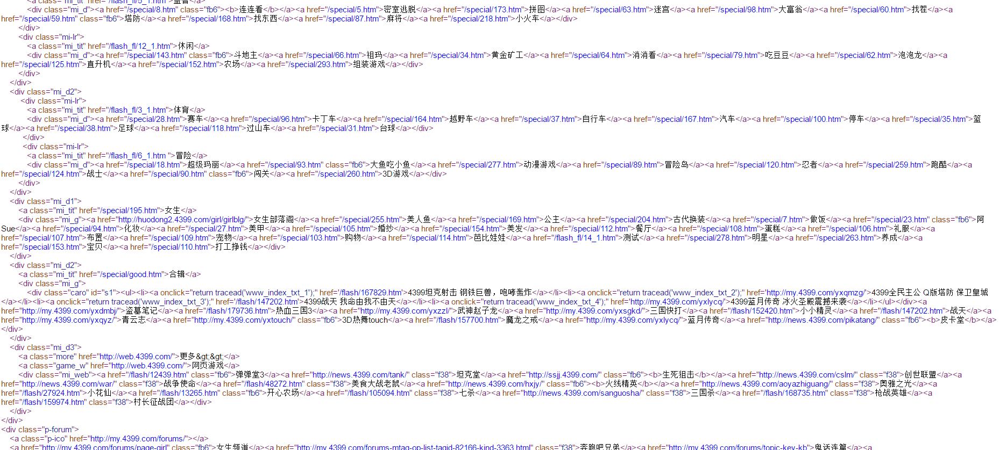 <a class="mi_tit" href="/flash_fl/5_1.htm">益智</a>
<div class="mi_d"><a href="/special/8.htm" class="fb6"><b>连连看</b></a><a href="/special/5.htm">密室逃脱</a><a href="/special/173.htm">拼图</a><a href="/special/63.htm">迷宫</a><a href="/special/98.htm">大富翁</a><a href="/special/60.htm">找茬</a><a
href="/special/59.htm" class="fb6">塔防</a><a href="/special/168.htm">找东西</a><a href="/special/87.htm">麻将</a><a href="/special/218.htm">小火车</a></div>
</div>
<div class="mi-lr">
<a class="mi_tit" href="/flash_fl/12_1.htm">休闲</a>
<div class="mi_d"><a href="/special/143.htm" class="fb6">斗地主</a><a href="/special/66.htm">祖玛</a><a href="/special/34.htm">黄金矿工</a><a href="/special/64.htm">消消看</a><a href="/special/79.htm">吃豆豆</a><a href="/special/62.htm">泡泡龙</a><a
href="/special/125.htm">直升机</a><a href="/special/152.htm">农场</a><a href="/special/293.htm">组装游戏</a></div>
</div>
</div>
<div class="mi_d2">
<div class="mi-lr">
<a class="mi_tit" href="/flash_fl/3_1.htm">体育</a>
<div class="mi_d"><a href="/special/28.htm">赛车</a><a href="/special/96.htm">卡丁车</a><a href="/special/164.htm">越野车</a><a href="/special/37.htm">自行车</a><a href="/special/167.htm">汽车</a><a href="/special/100.htm">停车</a><a href="/special/35.htm">篮
球</a><a href="/special/38.htm">足球</a><a href="/special/118.htm">过山车</a><a href="/special/31.htm">台球</a></div>
</div>
<div class="mi-lr">
<a class="mi_tit" href="/flash_fl/6_1.htm ">冒险</a>
<div class="mi_d"><a href="/special/18.htm">超级玛丽</a><a href="/special/93.htm" class="fb6">大鱼吃小鱼</a><a href="/special/277.htm">动漫游戏</a><a href="/special/89.htm">冒险岛</a><a href="/special/120.htm">忍者</a><a href="/special/259.htm">跑酷</a><a
href="/special/124.htm">战士</a><a href="/special/90.htm" class="fb6">闯关</a><a href="/special/260.htm">3D游戏</a></div>
</div>
</div>
<div class="mi_d1">
<a class="mi_tit" href="/special/195.htm">女生</a>
<div class="mi_g"><a href="http://huodong2.4399.com/girl/girlblg/">女生部落阁</a><a href="/special/255.htm">美人鱼</a><a href="/special/169.htm">公主</a><a href="/special/204.htm">古代换装</a><a href="/special/7.htm">做饭</a><a href="/special/23.htm" class="fb6">阿
Sue</a><a href="/special/94.htm">化妆</a><a href="/special/27.htm">美甲</a><a href="/special/105.htm">婚纱</a><a href="/special/154.htm">美发</a><a href="/special/112.htm">餐厅</a><a href="/special/108.htm">蛋糕</a><a href="/special/106.htm">礼服</a><a
href="/special/107.htm">布置</a><a href="/special/109.htm">宠物</a><a href="/special/103.htm">购物</a><a href="/special/114.htm">芭比娃娃</a><a href="/flash_fl/14_1.htm">测试</a><a href="/special/278.htm">明星</a><a href="/special/263.htm">养成</a><a
href="/special/153.htm">宝贝</a><a href="/special/110.htm">打工挣钱</a></div>
</div>
<div class="mi_d2">
<a class="mi_tit" href="/special/good.htm">合辑</a>
<div class="mi_g">
<div class="caro" id="s1"><ul><li><a onclick="return tracead('www_index_txt_1');" href='/flash/167829.htm'>4399坦克射击 钢铁巨兽，咆哮轰炸</a></li><li><a onclick="return tracead('www_index_txt_2');" href='http://my.4399.com/yxqmzg/'>4399全民主公 Q版塔防 保卫皇城
</a></li><li><a onclick="return tracead('www_index_txt_3');" href='/flash/147202.htm'>4399战天 我命由我不由天</a></li><li><a onclick="return tracead('www_index_txt_4');" href='http://my.4399.com/yxlycq/'>4399蓝月传奇 冰火圣殿震撼来袭</a></li></ul></div><a
href="http://my.4399.com/yxdmbj/">盗墓笔记</a><a href="/flash/179736.htm">热血三国3</a><a href="http://my.4399.com/yxzzl/">武神赵子龙</a><a href="http://my.4399.com/yxsgkd/">三国快打</a><a href="/flash/152420.htm">小小精灵</a><a href="/flash/147202.htm">战天</a><a
href="http://my.4399.com/yxqyz/">青云志</a><a href="http://my.4399.com/yxtouch/" class="fb6">3D热舞touch</a><a href="/flash/157700.htm">魔龙之戒</a><a href="http://my.4399.com/yxlycq/">蓝月传奇</a><a href="http://news.4399.com/pikatang/" class="fb6"><b>皮卡堂</b></a>
</div>
</div>
<div class="mi_d3">
<a class="more" href="http://web.4399.com/">更多&gt;&gt;</a>
<a class="game_w" href="http://web.4399.com/">网页游戏</a>
<div class="mi_web"><a href="/flash/12439.htm" class="fb6">弹弹堂3</a><a href="http://news.4399.com/tank/" class="f38">坦克堂</a><a href="http://ssjj.4399.com/" class="fb6"><b>生死狙击</b></a><a href="http://news.4399.com/cslm/" class="f38">创世联盟</a><a
href="http://news.4399.com/war/" class="f38">战争使命</a><a href="/flash/48272.htm" class="f38">美食大战老鼠</a><a href="http://news.4399.com/hxjy/" class="fb6"><b>火线精英</b></a><a href="http://news.4399.com/aoyazhiguang/" class="f38">奥雅之光</a><a
href="/flash/27924.htm">小花仙</a><a href="/flash/13265.htm" class="fb6">开心农场</a><a href="/flash/105094.htm" class="f38">七杀</a><a href="http://news.4399.com/sanguosha/" class="f38">三国杀</a><a href="/flash/168735.htm" class="f38">枪战英雄</a><a
href="/flash/159974.htm" class="f38">村长征战团</a></div>
</div>
</div>
<div class="p-forum">
<a class="p-ico" href="http://my.4399.com/forums/"></a>
<a href="http://my.4399.com/forums/page-girl" class="fb6">女生频道</a><a href="http://my.4399.com/forums-mtag-op-list-tagid-82166-kind-3363.html" class="f38">奔跑吧兄弟</a><a href="http://my.4399.com/forums/topic-key-kb">鬼话连篇</a><a